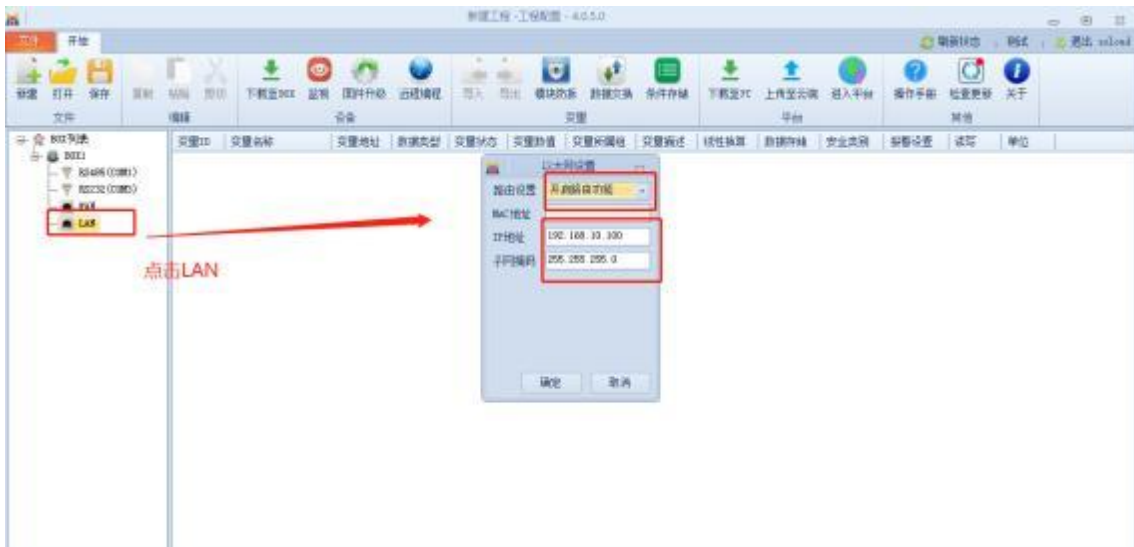 新建工程 - 工程配置 - 4.0.5.0
文件 开始 刷新状态 测试 退出
新建 打开 保存 复制 粘贴 剪切 下载至BOX 监视 固件升级 远程编程 导入 导出 模块防拆 数据交换 条件存储 下载至PC 上传至云端 进入平台 操作手册 检查更新 关于
文件 编辑 设备 变量 平台 其他
BOX列表 变量ID 变量名称 变量地址 数据类型 变量状态 变量数值 变量所属组 变量描述 线性换算 数据存储 安全类别 报警设置 读写 单位
BOX1
RS485(COM1)
RS232(COM3)
WAN
LAN
点击LAN
以太网设置
路由设置 开启路由功能
MAC地址
IP地址 192.168.10.100
子网掩码 255.255.255.0
确定 取消